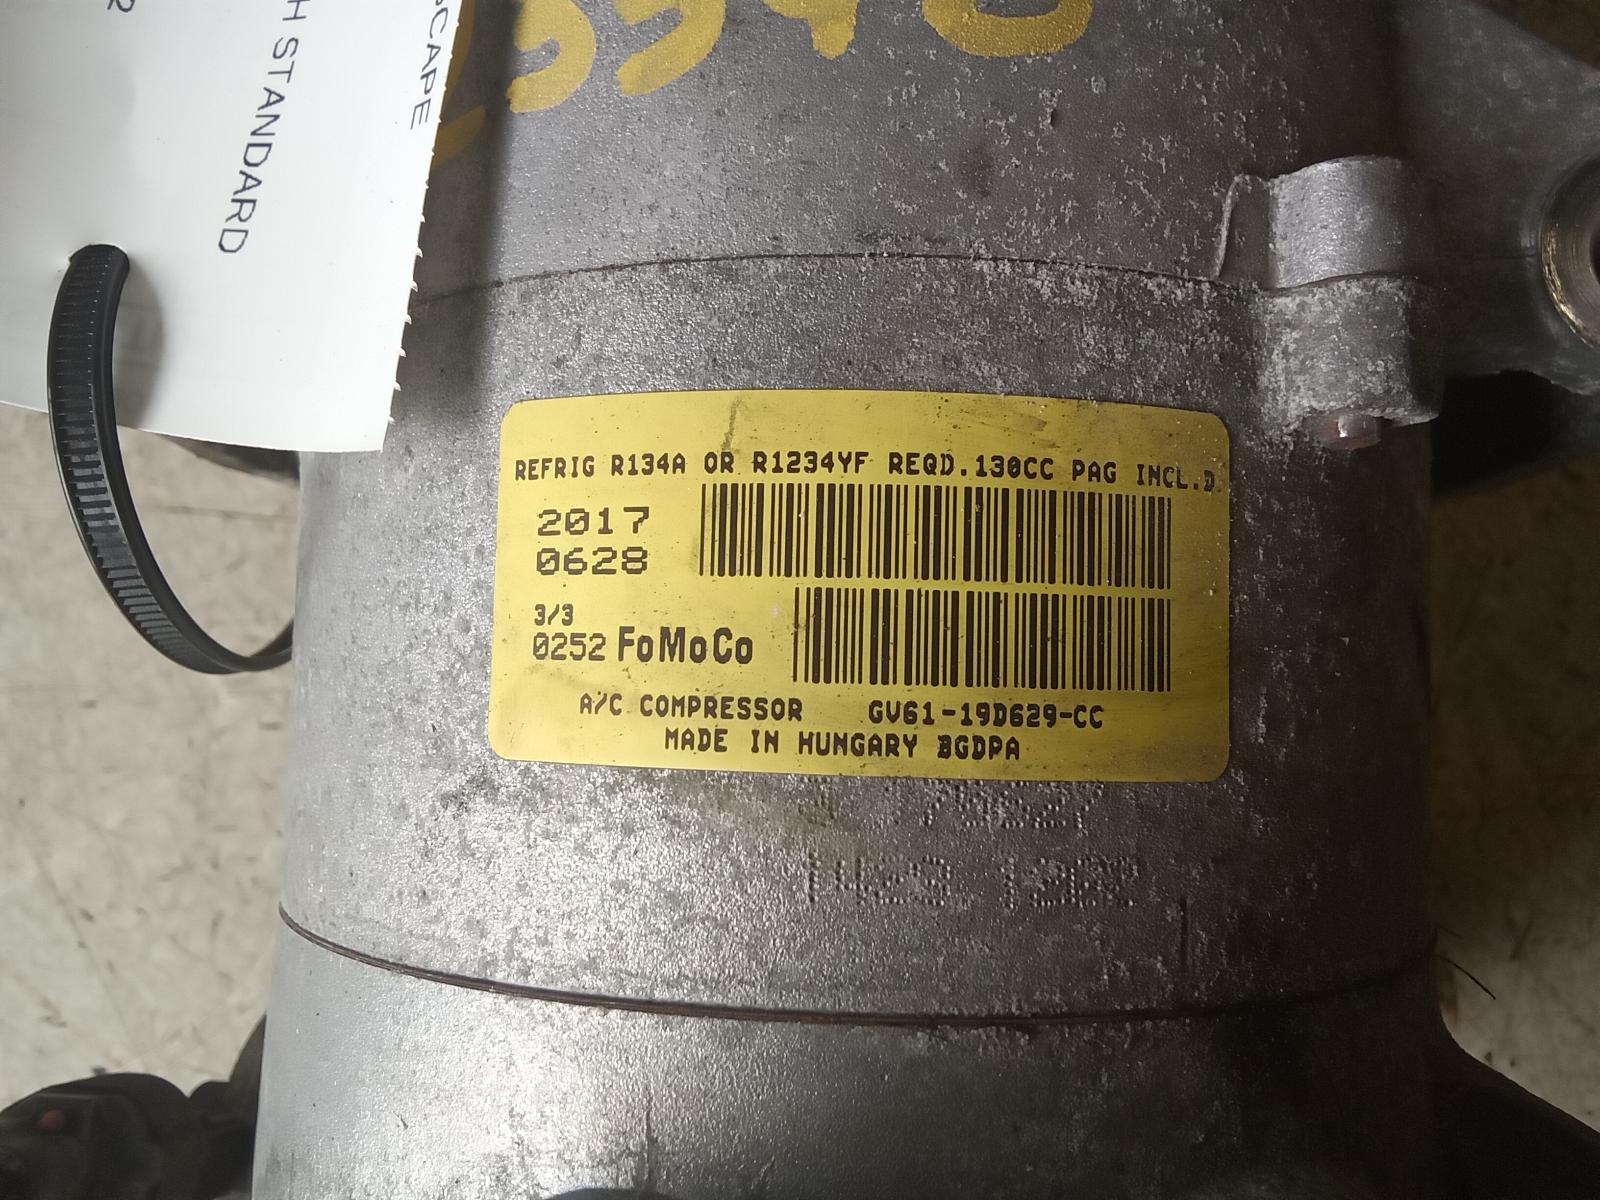 SCAPE
H STANDARD
REFRIG R134A OR R1234YF REQD.130CC PAG INCL.D.
2017
0628
3/3
0252 FoMoCo
A/C COMPRESSOR GV61-19D629-CC
MADE IN HUNGARY BGDPA